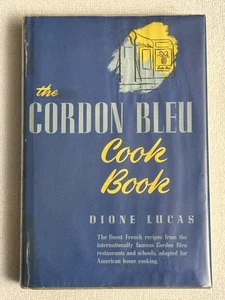 the
CORDON BLEU
Cook
Book
DIONE LUCAS
The finest French recipes from the
internationally famous Cordon Bleu
restaurants and schools, adapted for
American home cooking.